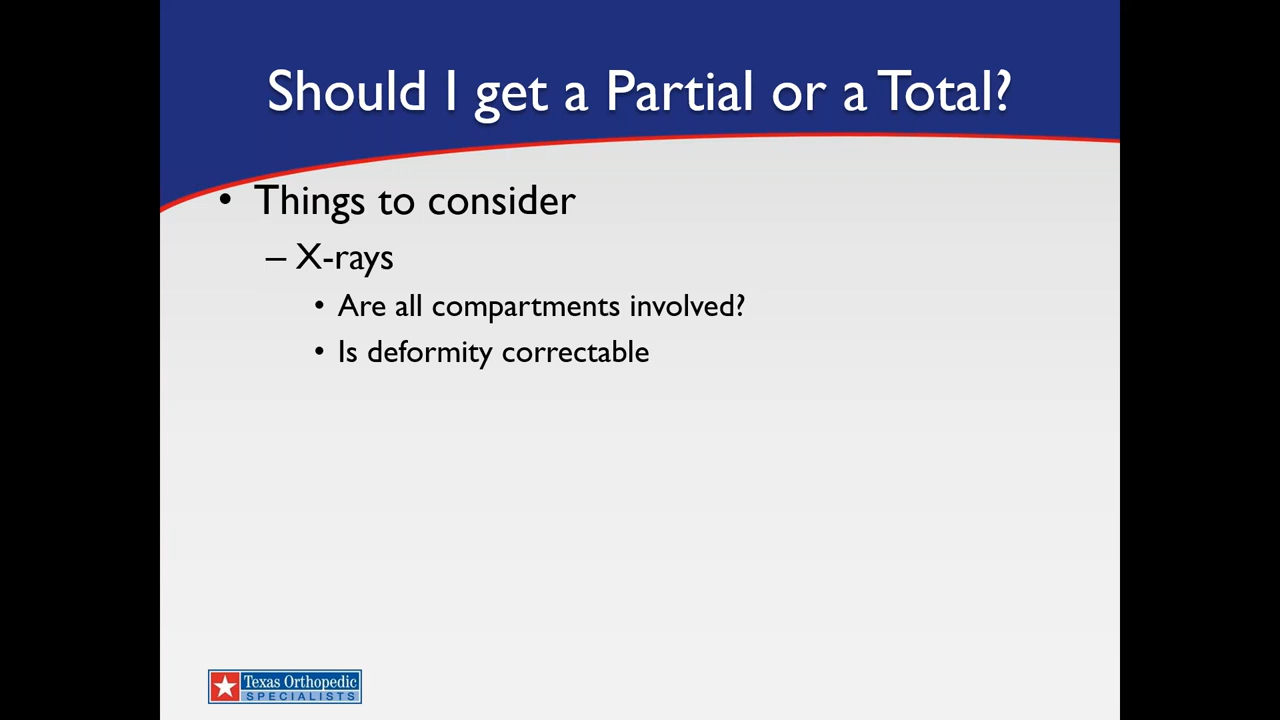 Should I get a Partial or a Total?
• Things to consider
– X-rays
• Are all compartments involved?
• Is deformity correctable
Texas Orthopedic
SPECIALISTS